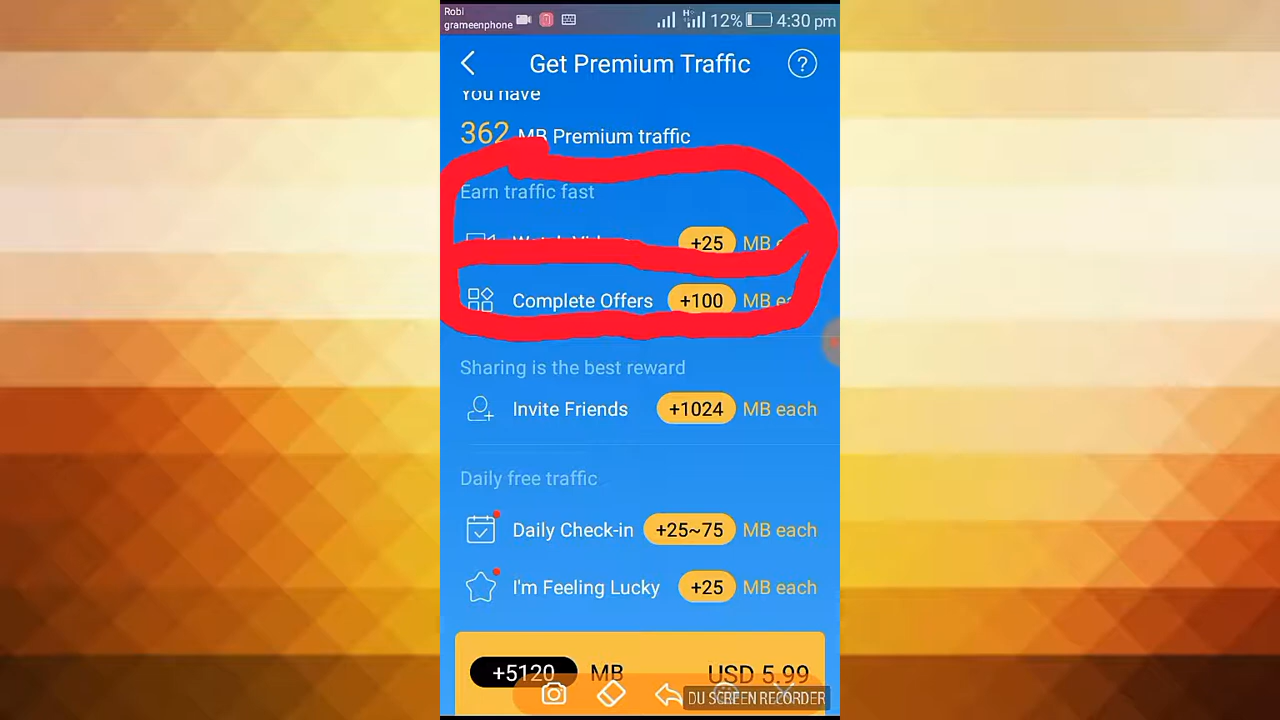 Robi
grameenphone
12% 4:30 pm
Get Premium Traffic ?
You have
362 MB Premium traffic
Earn traffic fast
+25 MB
Complete Offers +100 MB each
Sharing is the best reward
Invite Friends +1024 MB each
Daily free traffic
Daily Check-in +25~75 MB each
I'm Feeling Lucky +25 MB each
+5120 MB USD 5.99
DU SCREEN RECORDER